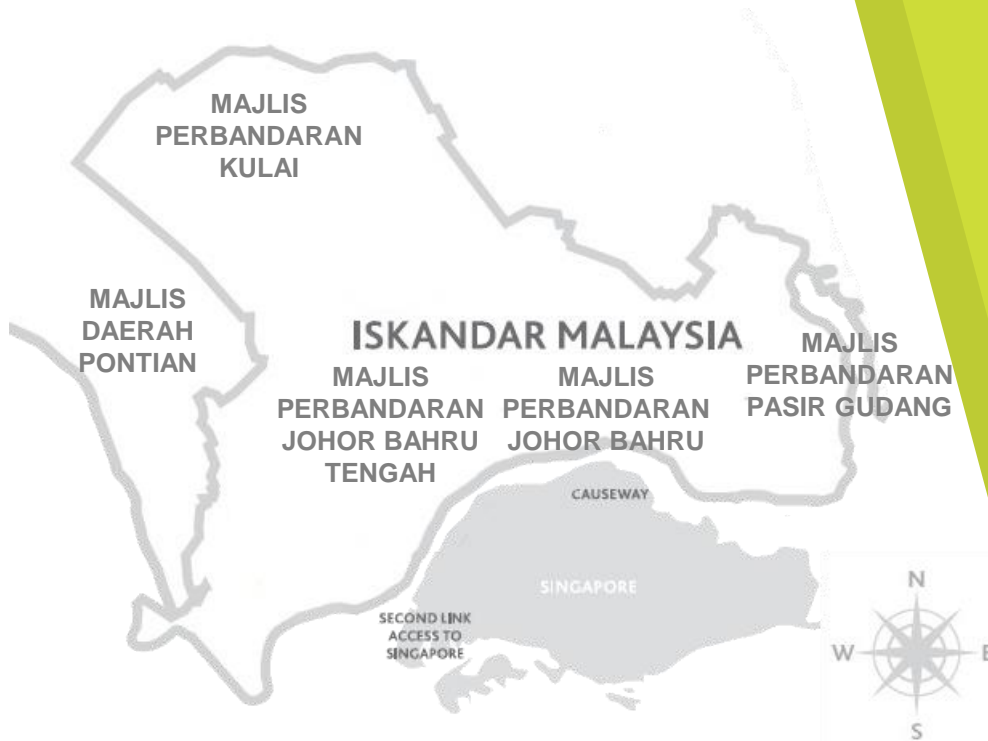 MAJLIS
PERBANDARAN
KULAI
MAJLIS
DAERAH
PONTIAN
ISKANDAR MALAYSIA
MAJLIS
PERBANDARAN
JOHOR BAHRU
TENGAH
MAJLIS
PERBANDARAN
JOHOR BAHRU
MAJLIS
PERBANDARAN
PASIR GUDANG
CAUSEWAY
SINGAPORE
SECOND LINK
ACCESS TO
SINGAPORE
N
W
E
S